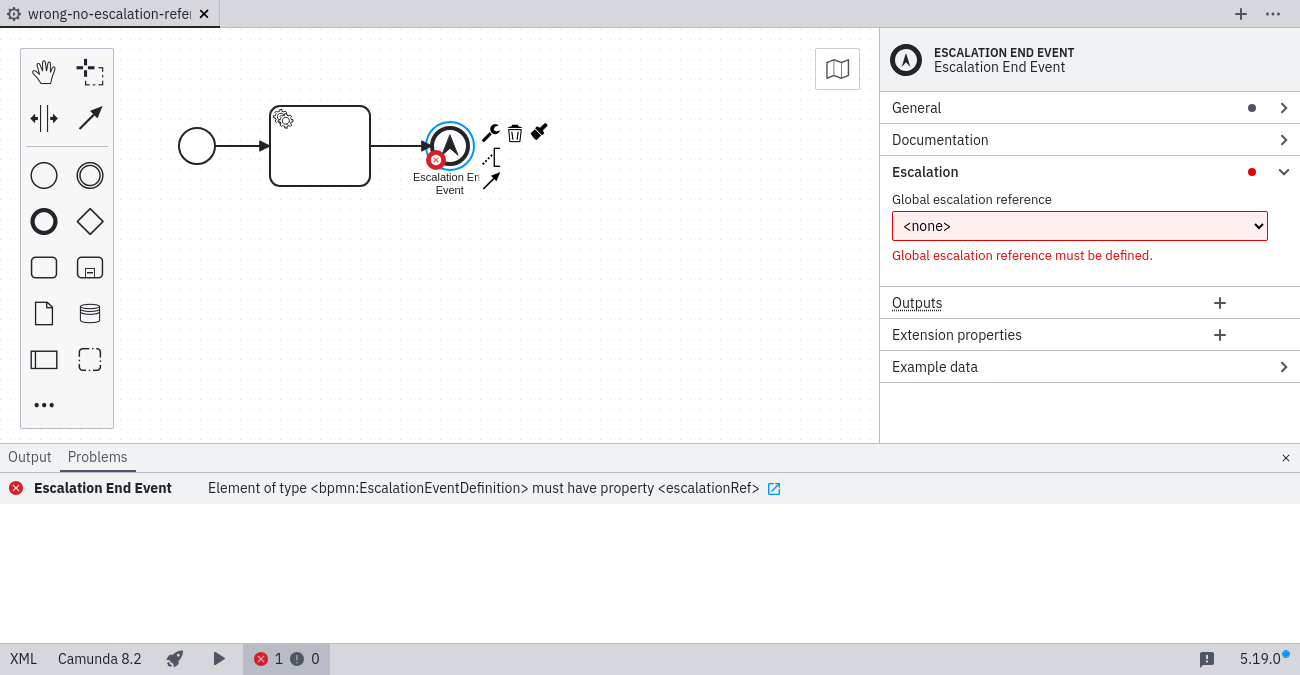 wrong-no-escalation-refer
Escalation En
Event
ESCALATION END EVENT
Escalation End Event
General
Documentation
Escalation
Global escalation reference
<none>
Global escalation reference must be defined.
Outputs
Extension properties
Example data
Output Problems
Escalation End Event Element of type <bpmn:EscalationEventDefinition> must have property <escalationRef>
XML Camunda 8.2 1 0 5.19.0